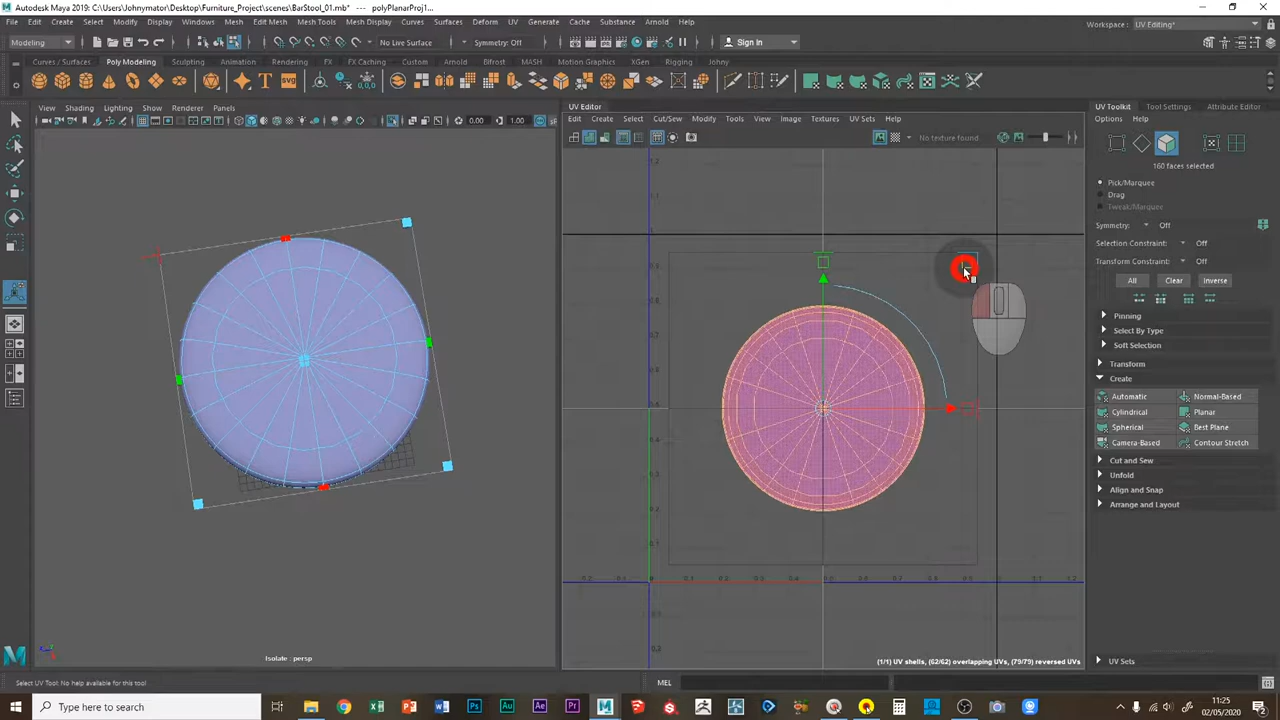 Autodesk Maya 2019: C:\Users\Johnymator\Desktop\Furniture_Project\scenes\BarStool_01.mb* --- polyPlanarProj1...
File Edit Create Select Modify Display Windows Mesh Edit Mesh Mesh Tools Mesh Display Curves Surfaces Deform UV Generate Cache Substance Arnold Help
Workspace : UV Editing*
Modeling No Live Surface Symmetry: Off Sign In
Curves / Surfaces Poly Modeling Sculpting Animation Rendering FX FX Caching Custom Arnold Bifrost MASH Motion Graphics XGen Rigging Johny
SVG
View Shading Lighting Show Renderer Panels
0.00 1.00
Isolate : persp
UV Editor
Edit Create Select Cut/Sew Modify Tools View Image Textures UV Sets Help
No texture found
(1/1) UV shells, (62/62) overlapping UVs, (79/79) reversed UVs
UV Toolkit Tool Settings Attribute Editor
Options Help
160 faces selected
Pick/Marquee
Drag
Tweak/Marquee
Symmetry: Off
Selection Constraint: Off
Transform Constraint: Off
All Clear Inverse
Pinning
Select By Type
Soft Selection
Transform
Create
Automatic Normal-Based
Cylindrical Planar
Spherical Best Plane
Camera-Based Contour Stretch
Cut and Sew
Unfold
Align and Snap
Arrange and Layout
UV Sets
Select UV Tool: No help available for this tool
MEL
Type here to search
11:25
02/05/2020